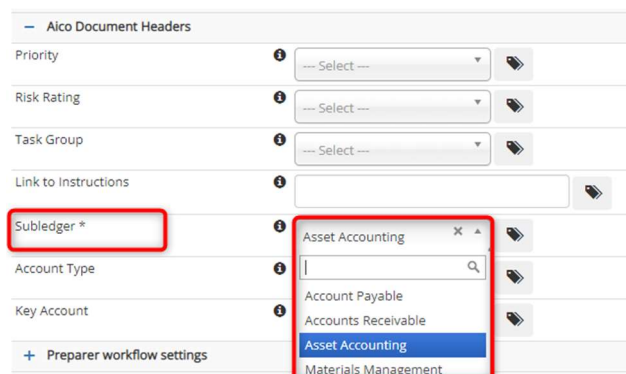 − Aico Document Headers
Priority
--- Select ---
Risk Rating
--- Select ---
Task Group
--- Select ---
Link to Instructions
Subledger *
Asset Accounting
Account Type
Account Payable
Key Account
Accounts Receivable
Asset Accounting
+ Preparer workflow settings
Materials Management